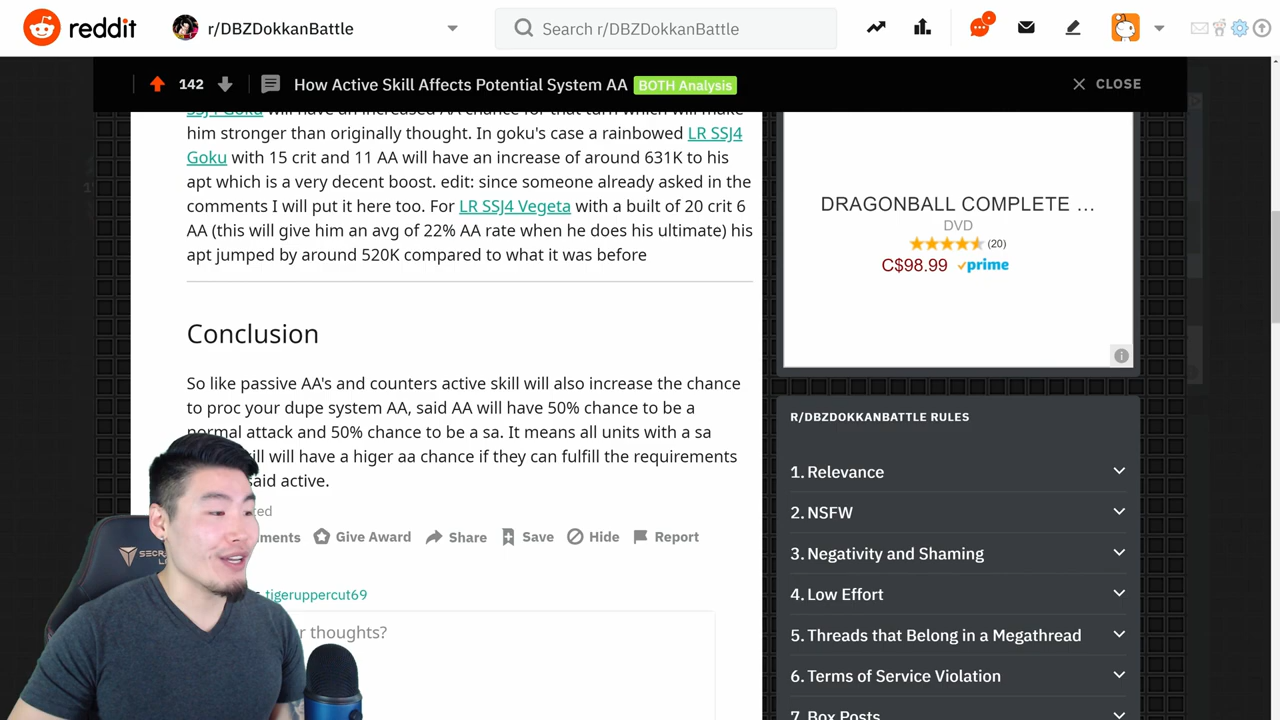 reddit
r/DBZDokkanBattle
Search r/DBZDokkanBattle
142
How Active Skill Affects Potential System AA
BOTH Analysis
CLOSE
him stronger than originally thought. In goku's case a rainbowed LR SSJ4
Goku with 15 crit and 11 AA will have an increase of around 631K to his
apt which is a very decent boost. edit: since someone already asked in the
comments I will put it here too. For LR SSJ4 Vegeta with a built of 20 crit 6
AA (this will give him an avg of 22% AA rate when he does his ultimate) his
apt jumped by around 520K compared to what it was before
Conclusion
So like passive AA's and counters active skill will also increase the chance
to proc your dupe system AA, said AA will have 50% chance to be a
normal attack and 50% chance to be a sa. It means all units with a sa
will have a higer aa chance if they can fulfill the requirements
said active.
Give Award
Share
Save
Hide
Report
tigeruppercut69
thoughts?
DRAGONBALL COMPLETE ...
DVD
(20)
C$98.99 prime
R/DBZDOKKANBATTLE RULES
1. Relevance
2. NSFW
3. Negativity and Shaming
4. Low Effort
5. Threads that Belong in a Megathread
6. Terms of Service Violation
7. Box Posts